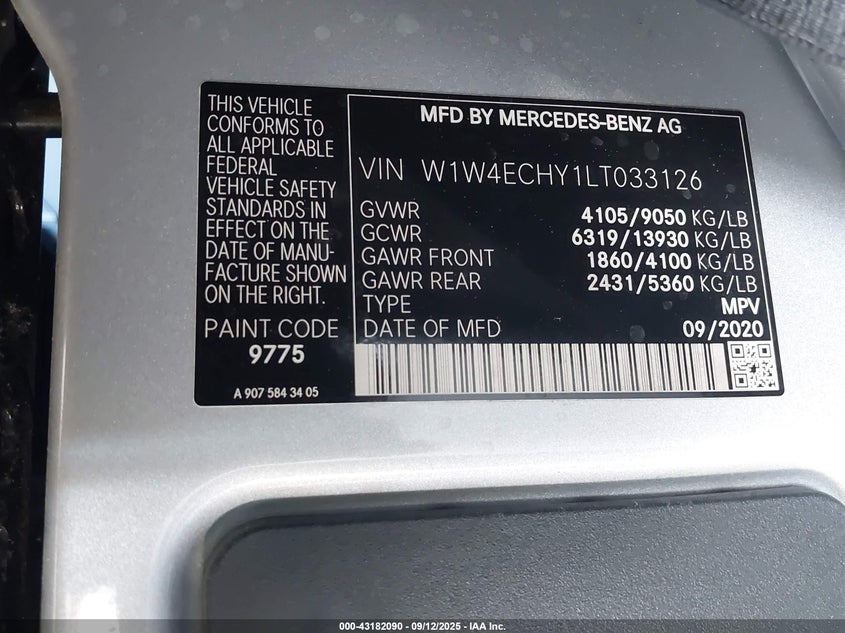 THIS VEHICLE
CONFORMS TO
ALL APPLICABLE
FEDERAL
VEHICLE SAFETY
STANDARDS IN
EFFECT ON THE
DATE OF MANU-
FACTURE SHOWN
ON THE RIGHT.
PAINT CODE
9775
A 907 584 34 05
MFD BY MERCEDES-BENZ AG
VIN W1W4ECHY1LT033126
GVWR 4105/9050 KG/LB
GCWR 6319/13930 KG/LB
GAWR FRONT 1860/4100 KG/LB
GAWR REAR 2431/5360 KG/LB
TYPE MPV
DATE OF MFD 09/2020
000-43182090 - 09/12/2025 - IAA Inc.